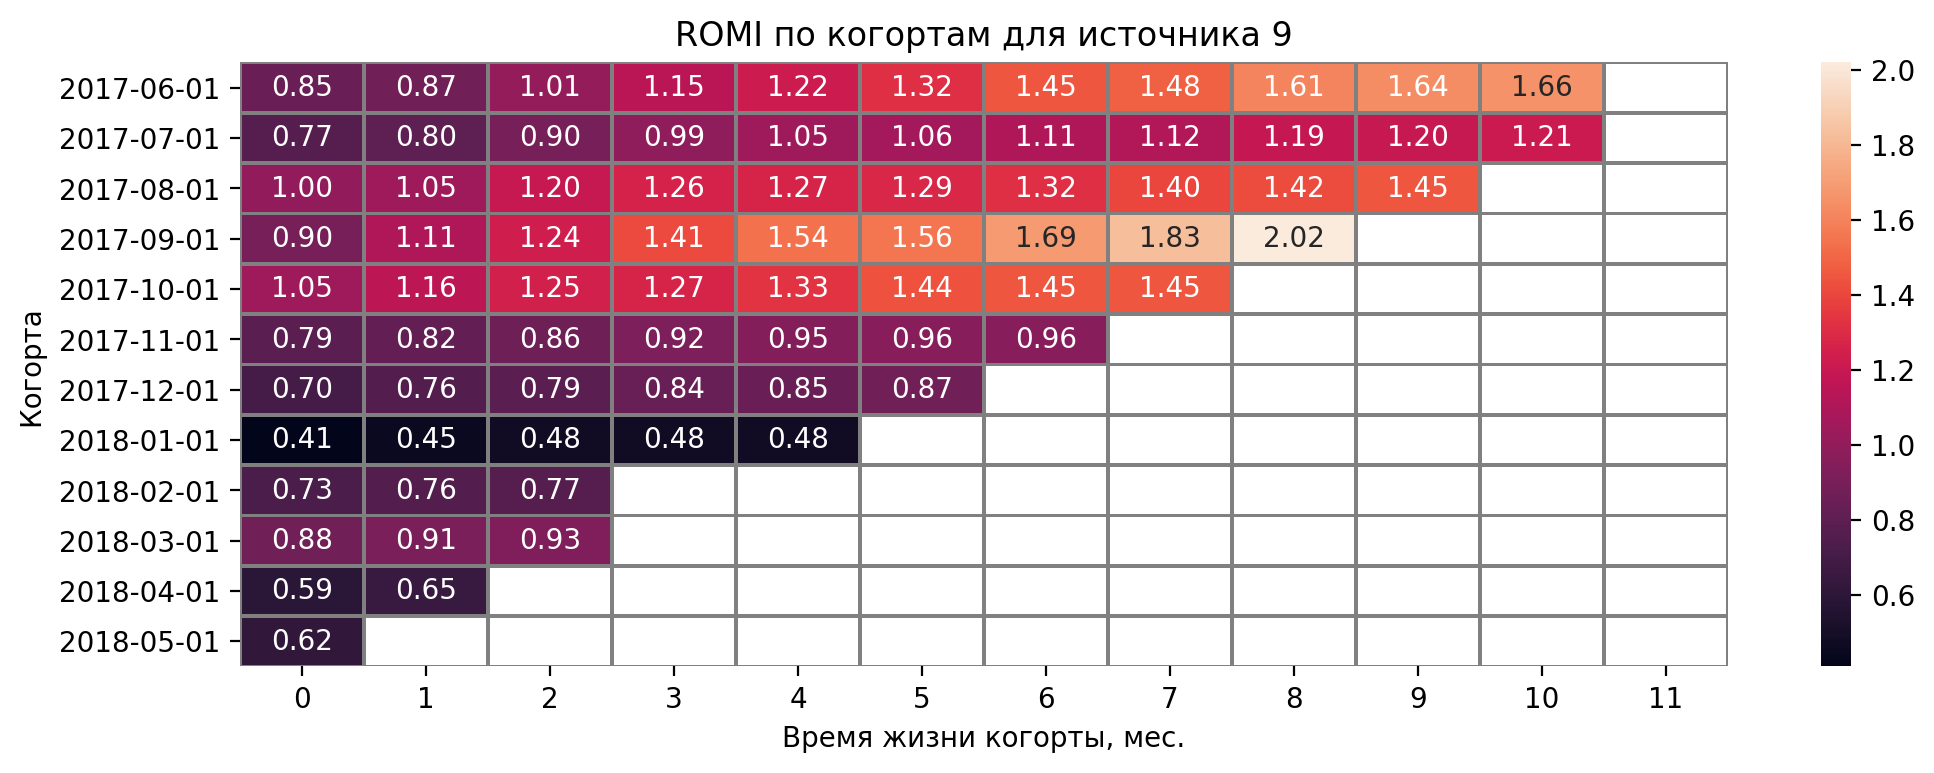 ROMI по когортам для источника 9
Когорта
2017-06-01 0.85 0.87 1.01 1.15 1.22 1.32 1.45 1.48 1.61 1.64 1.66
2017-07-01 0.77 0.80 0.90 0.99 1.05 1.06 1.11 1.12 1.19 1.20 1.21
2017-08-01 1.00 1.05 1.20 1.26 1.27 1.29 1.32 1.40 1.42 1.45
2017-09-01 0.90 1.11 1.24 1.41 1.54 1.56 1.69 1.83 2.02
2017-10-01 1.05 1.16 1.25 1.27 1.33 1.44 1.45 1.45
2017-11-01 0.79 0.82 0.86 0.92 0.95 0.96 0.96
2017-12-01 0.70 0.76 0.79 0.84 0.85 0.87
2018-01-01 0.41 0.45 0.48 0.48 0.48
2018-02-01 0.73 0.76 0.77
2018-03-01 0.88 0.91 0.93
2018-04-01 0.59 0.65
2018-05-01 0.62
0 1 2 3 4 5 6 7 8 9 10 11
Время жизни когорты, мес.
2.0
1.8
1.6
1.4
1.2
1.0
0.8
0.6